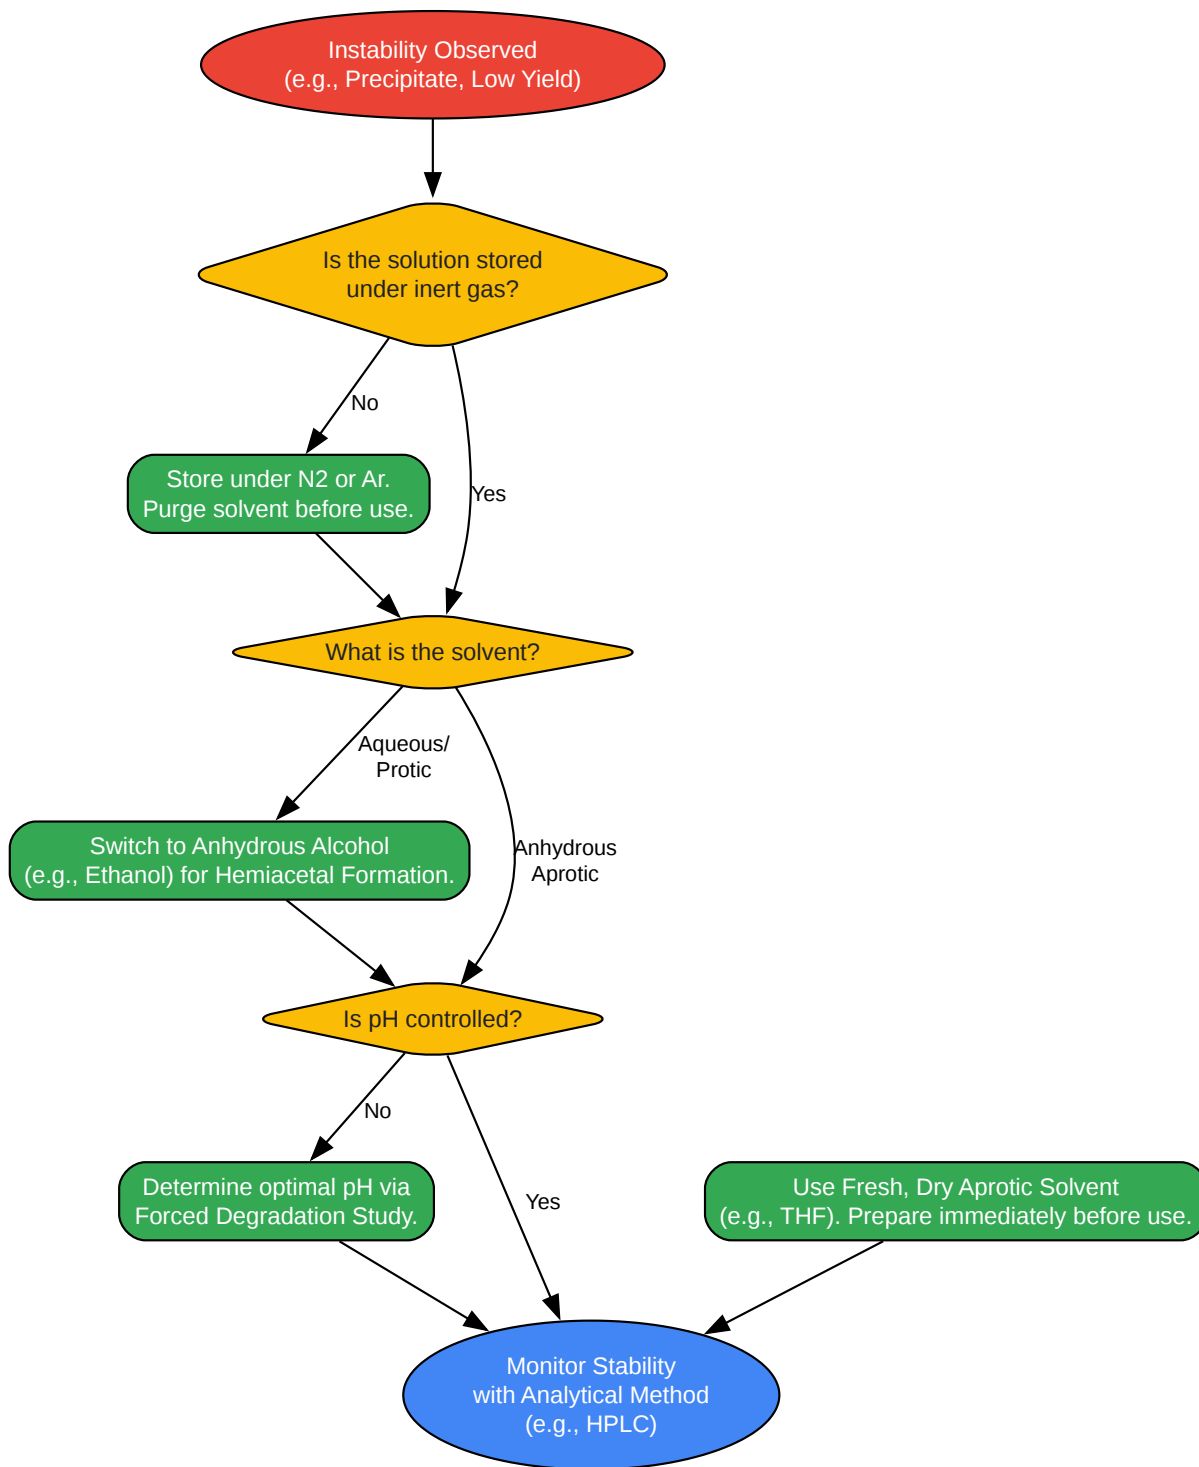 Instability Observed
(e.g., Precipitate, Low Yield)
Is the solution stored
under inert gas?
No
Yes
Store under N2 or Ar.
Purge solvent before use.
What is the solvent?
Aqueous/
Protic
Anhydrous
Aprotic
Switch to Anhydrous Alcohol
(e.g., Ethanol) for Hemiacetal Formation.
Is pH controlled?
No
Yes
Determine optimal pH via
Forced Degradation Study.
Use Fresh, Dry Aprotic Solvent
(e.g., THF). Prepare immediately before use.
Monitor Stability
with Analytical Method
(e.g., HPLC)